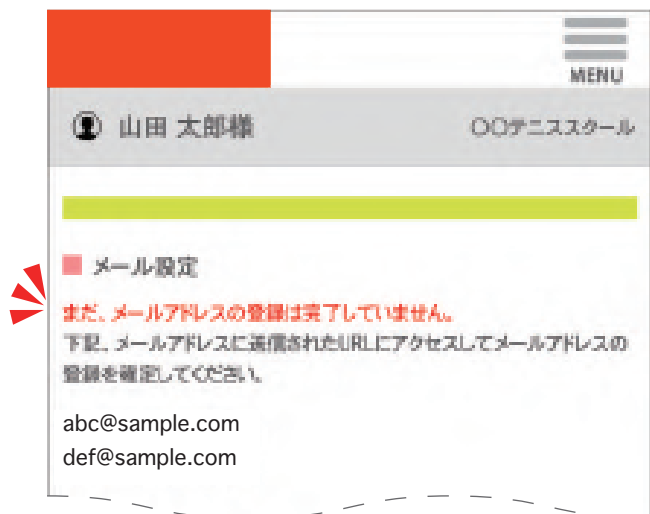 MENU
山田 太郎様
〇〇テニススクール
メール設定
まだ、メールアドレスの登録は完了していません。
下記、メールアドレスに送信されたURLにアクセスしてメールアドレスの
登録を確定してください。
abc@sample.com
def@sample.com